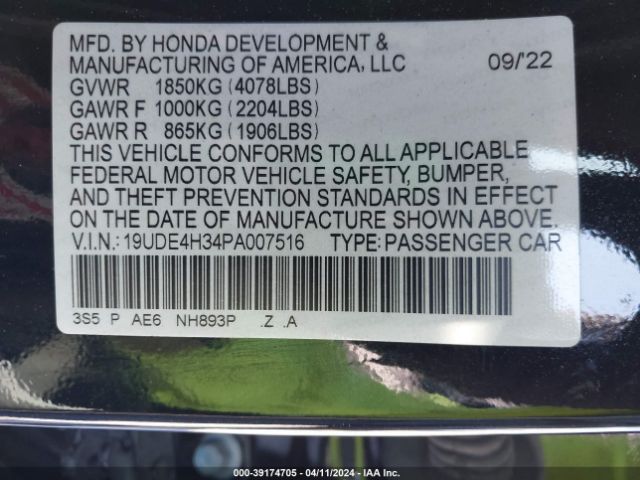 MFD. BY HONDA DEVELOPMENT &
MANUFACTURING OF AMERICA, LLC 09/'22
GVWR 1850KG (4078LBS)
GAWR F 1000KG (2204LBS)
GAWR R 865KG (1906LBS)
THIS VEHICLE CONFORMS TO ALL APPLICABLE
FEDERAL MOTOR VEHICLE SAFETY, BUMPER,
AND THEFT PREVENTION STANDARDS IN EFFECT
ON THE DATE OF MANUFACTURE SHOWN ABOVE.
V.I.N.: 19UDE4H34PA007516 TYPE: PASSENGER CAR
3S5 P AE6 NH893P .Z .A
00-39174705 - 04/11/2024 - IAA Inc.